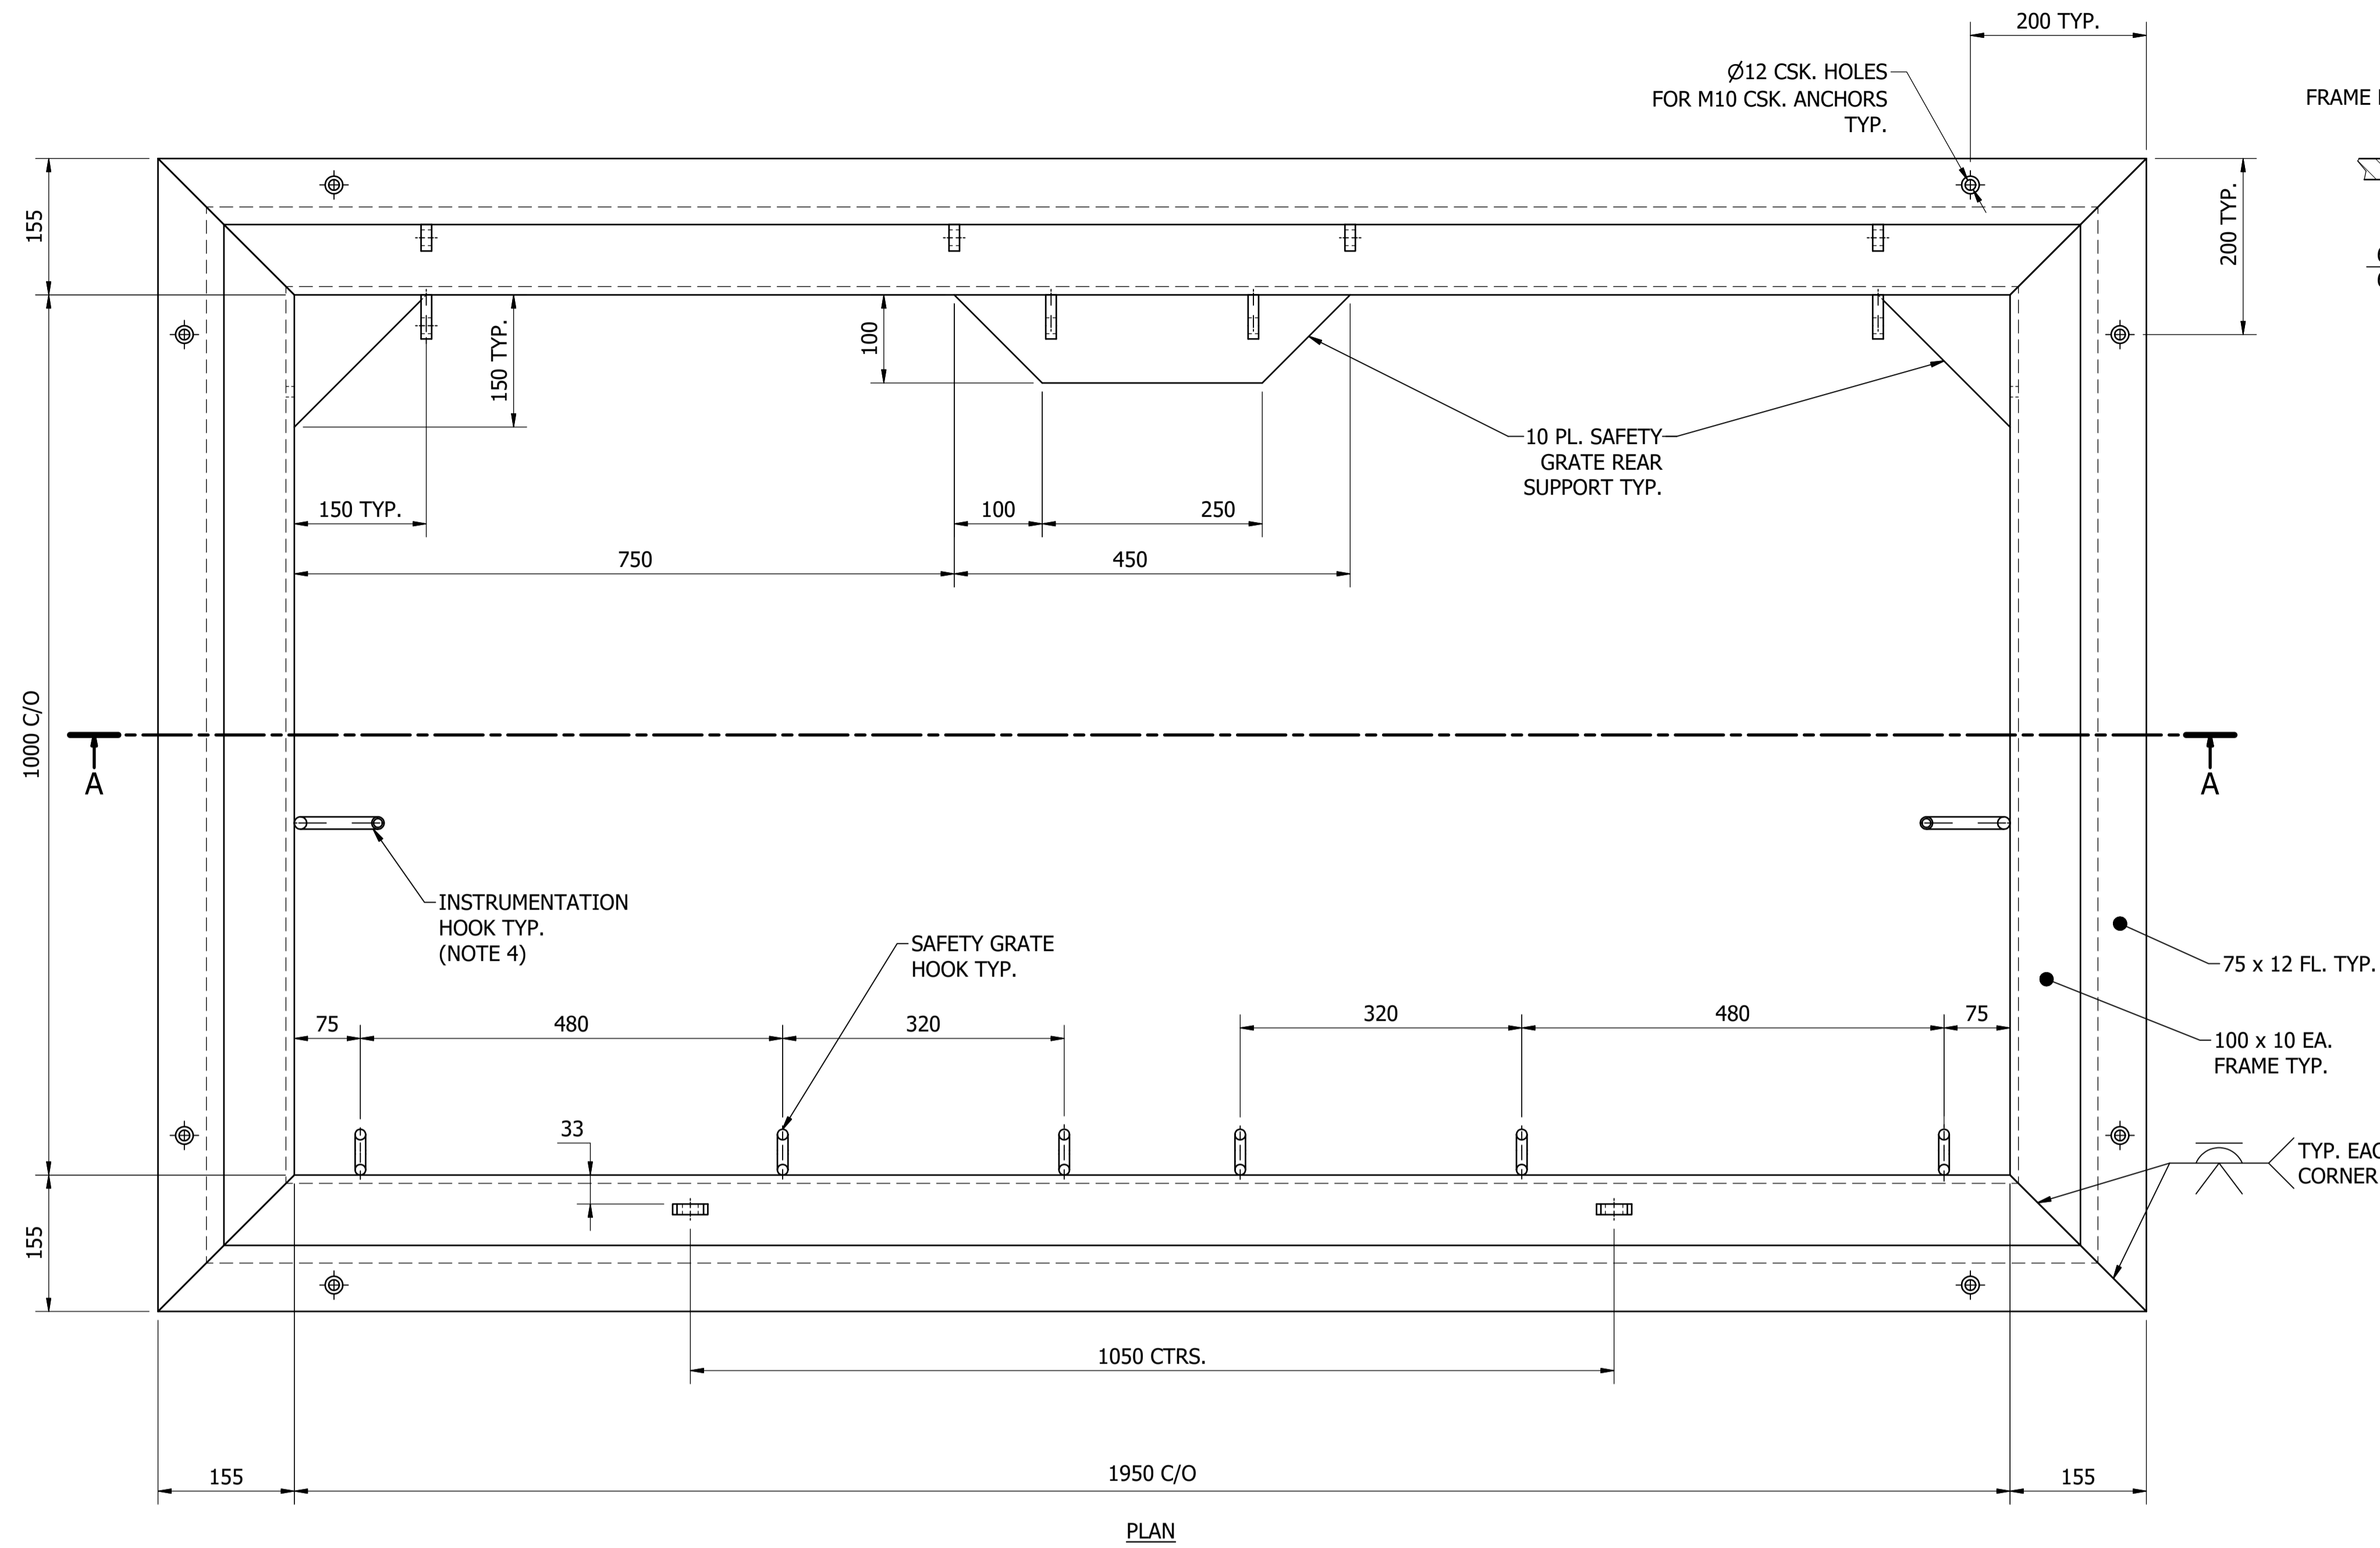 200 TYP.
Ø12 CSK. HOLES
FOR M10 CSK. ANCHORS
TYP.
FRAME
155
200 TYP.
100
150 TYP.
10 PL. SAFETY
GRATE REAR
SUPPORT TYP.
150 TYP.
100
250
750
450
1000 C/O
A
A
INSTRUMENTATION
HOOK TYP.
(NOTE 4)
SAFETY GRATE
HOOK TYP.
75 x 12 FL. TYP.
100 x 10 EA.
FRAME TYP.
75
480
320
320
480
75
33
TYP. EAC
CORNER
155
1050 CTRS.
155
1950 C/O
155
PLAN